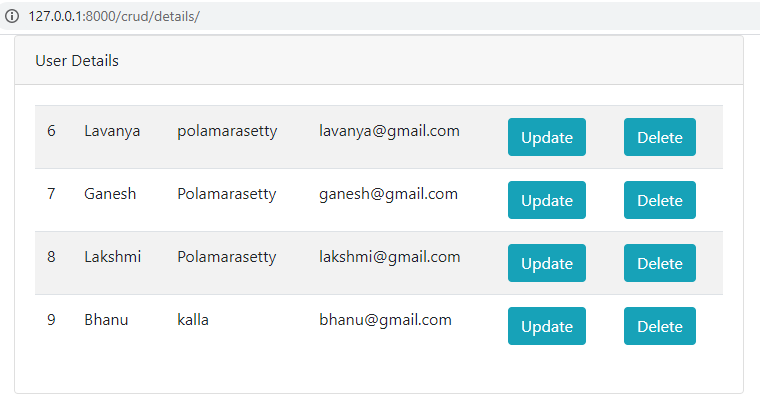 127.0.0.1:8000/crud/details/
User Details
6 Lavanya polamarasetty lavanya@gmail.com Update Delete
7 Ganesh Polamarasetty ganesh@gmail.com Update Delete
8 Lakshmi Polamarasetty lakshmi@gmail.com Update Delete
9 Bhanu kalla bhanu@gmail.com Update Delete